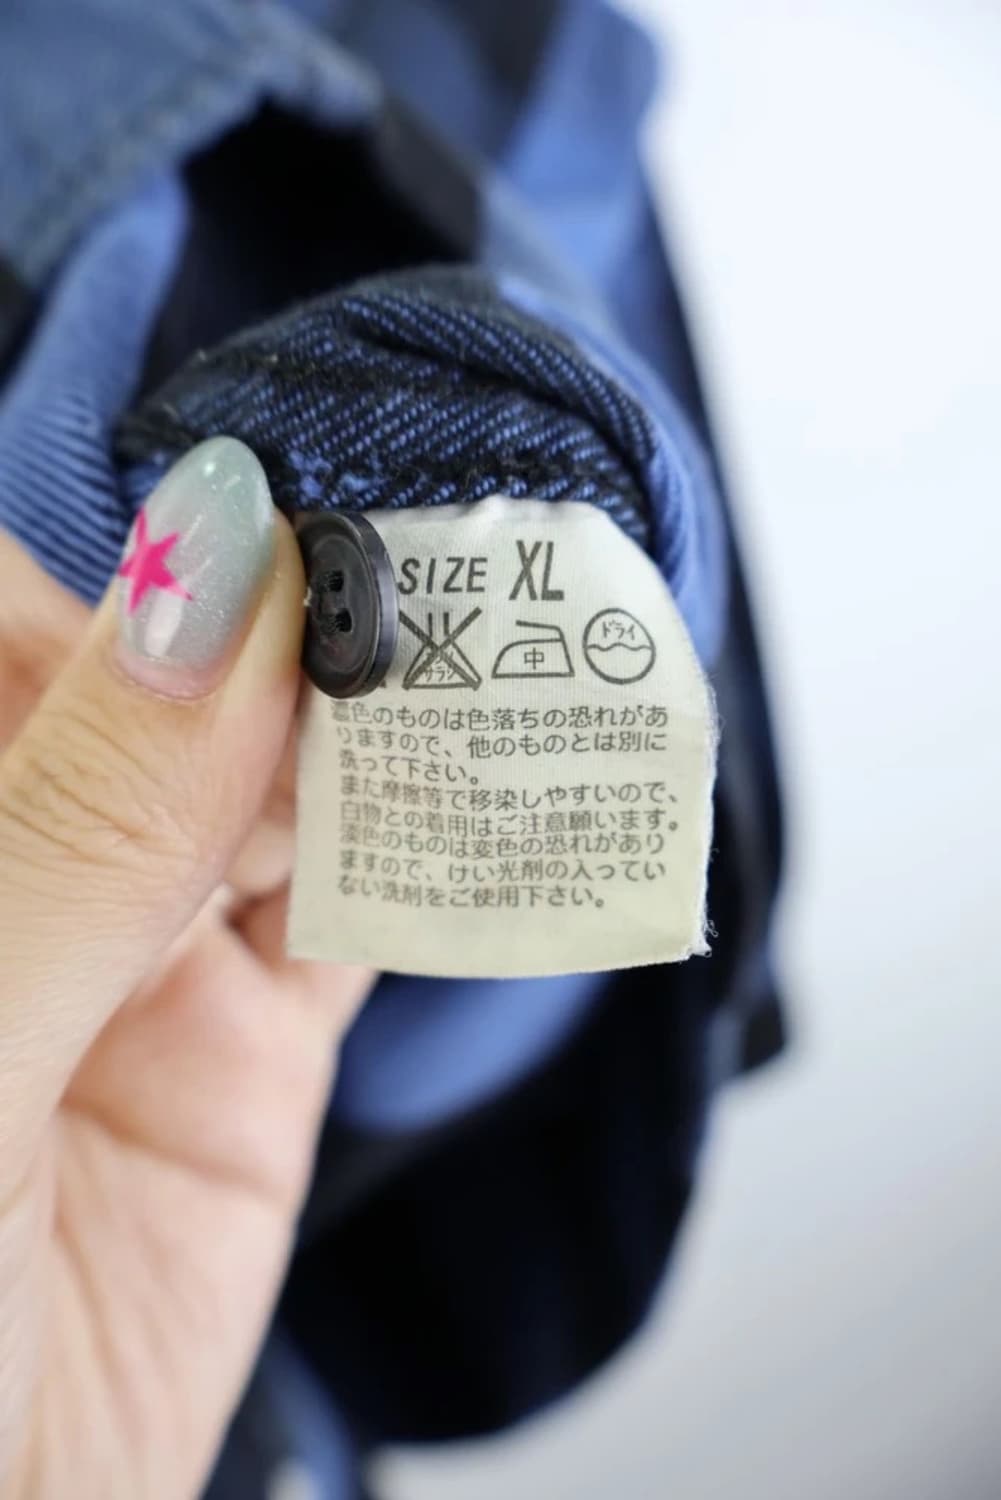 SIZE XL
エンソ
サラシ
中
ドライ
濃色のものは色落ちの恐れがあ
りますので、他のものとは別に
洗って下さい。
また摩擦等で移染しやすいので、
白物との着用はご注意願います。
淡色のものは変色の恐れがあり
ますので、けい光剤の入ってい
ない洗剤をご使用下さい。